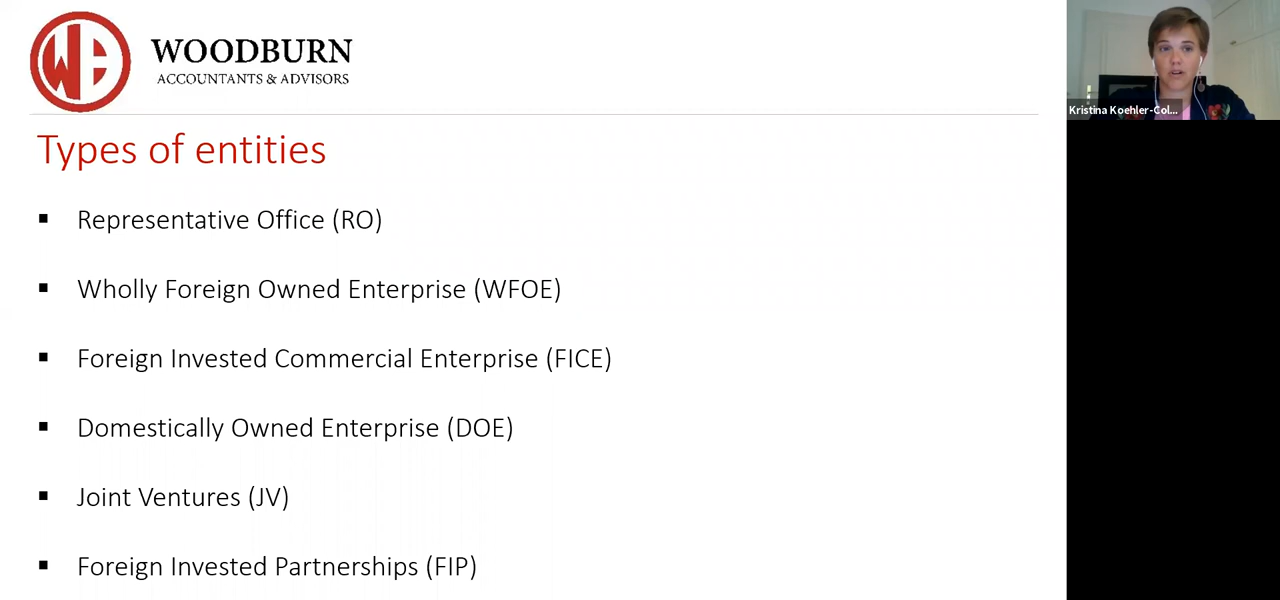 WOODBURN
ACCOUNTANTS & ADVISORS
Types of entities
Representative Office (RO)
Wholly Foreign Owned Enterprise (WFOE)
Foreign Invested Commercial Enterprise (FICE)
Domestically Owned Enterprise (DOE)
Joint Ventures (JV)
Foreign Invested Partnerships (FIP)
Kristina Koehler-Col...